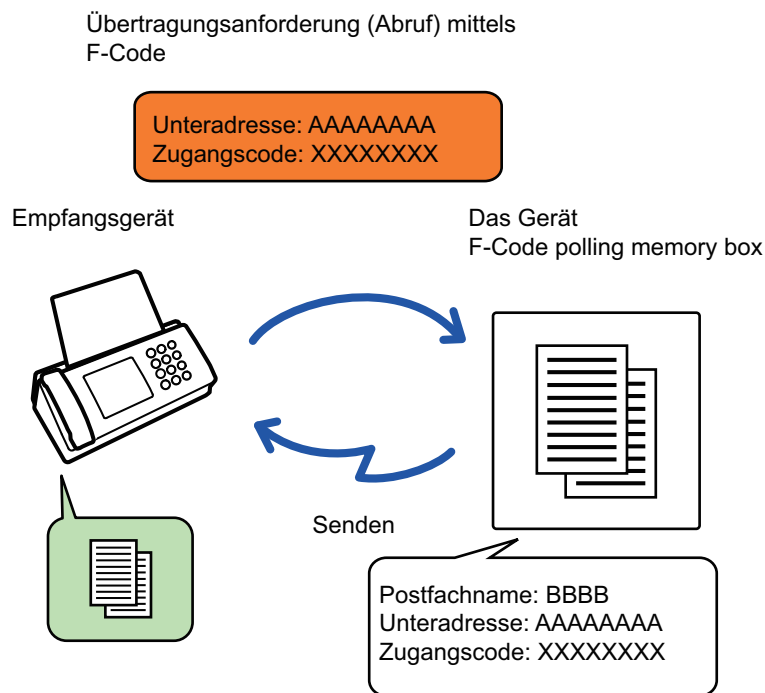 Übertragungsanforderung (Abruf) mittels
F-Code
Unteradresse: AAAAAAAA
Zugangscode: XXXXXXXX
Empfangsgerät
Das Gerät
F-Code polling memory box
Senden
Postfachname: BBBB
Unteradresse: AAAAAAAA
Zugangscode: XXXXXXXX